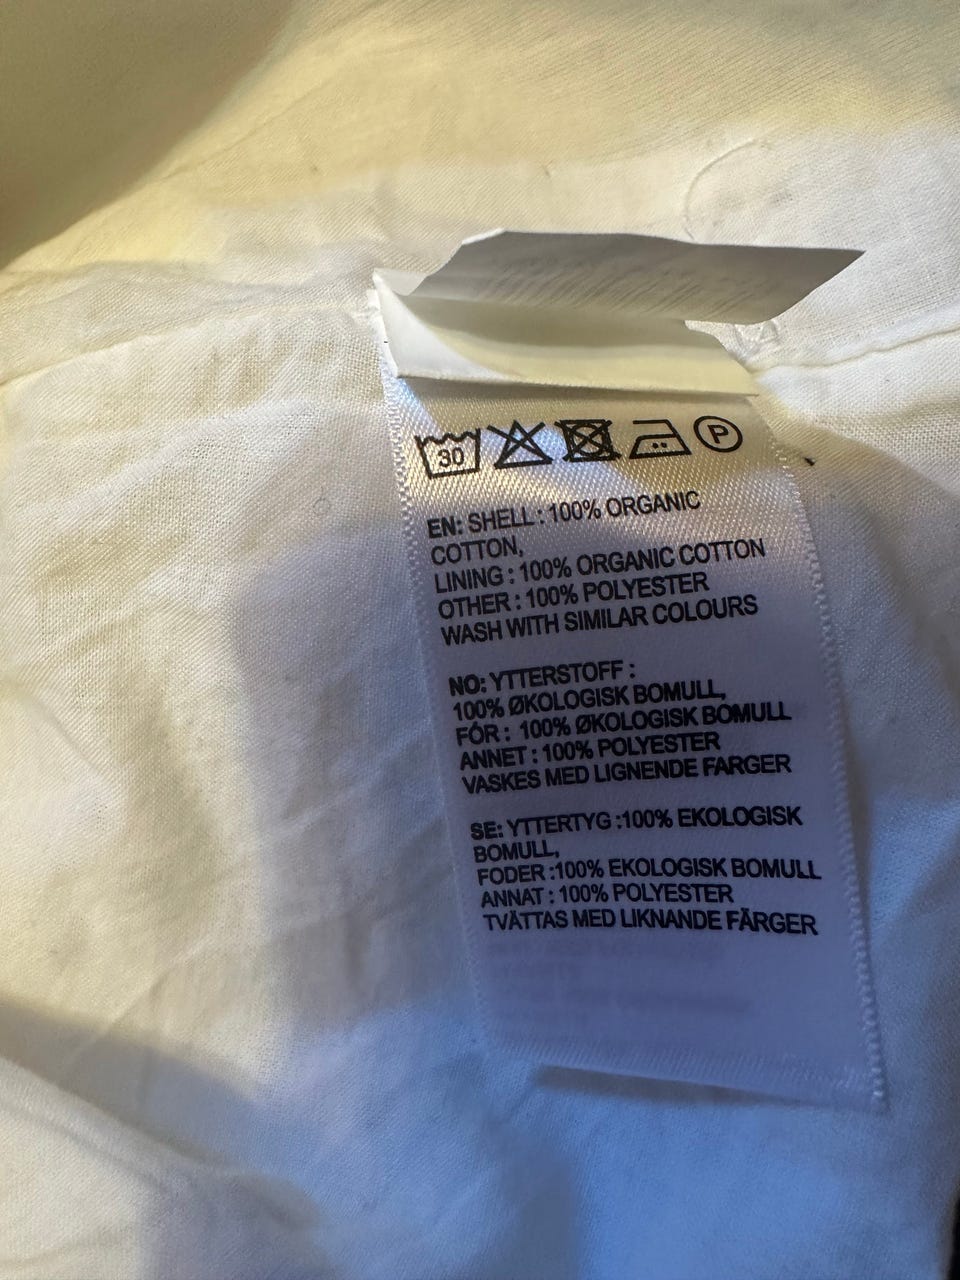 30 P
EN: SHELL : 100% ORGANIC
COTTON,
LINING : 100% ORGANIC COTTON
OTHER : 100% POLYESTER
WASH WITH SIMILAR COLOURS
NO: YTTERSTOFF :
100% ØKOLOGISK BOMULL,
FÓR : 100% ØKOLOGISK BOMULL
ANNET : 100% POLYESTER
VASKES MED LIGNENDE FARGER
SE: YTTERTYG :100% EKOLOGISK
BOMULL,
FODER :100% EKOLOGISK BOMULL
ANNAT : 100% POLYESTER
TVÄTTAS MED LIKNANDE FÄRGER